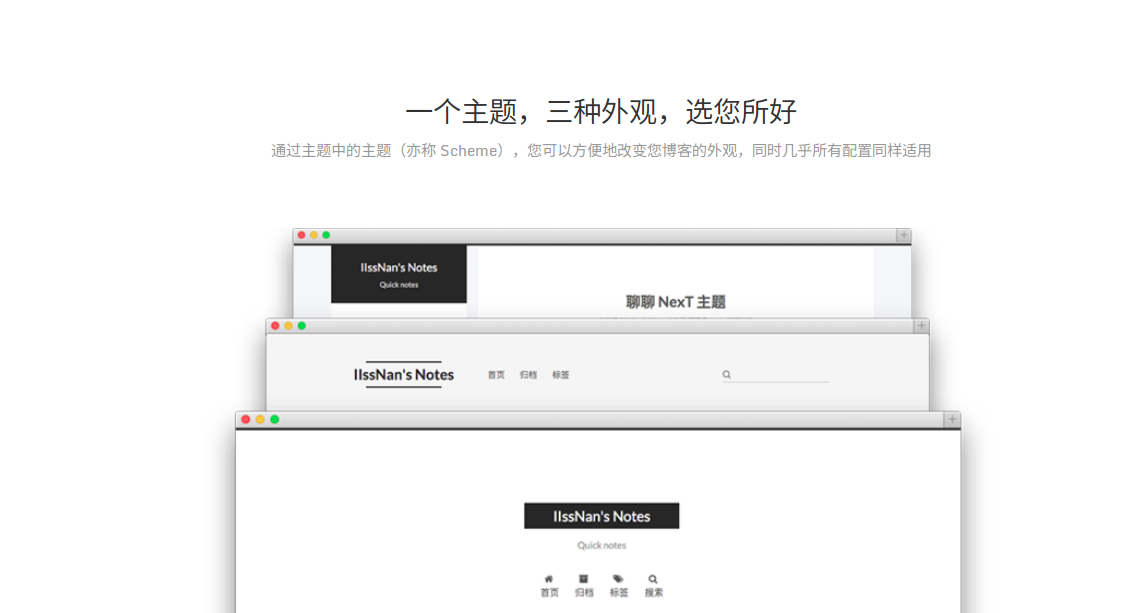 一个主题，三种外观，选您所好
通过主题中的主题（亦称 Scheme），您可以方便地改变您博客的外观，同时几乎所有配置同样适用
IIssNan's Notes
Quick notes
聊聊 NexT 主题
IIssNan's Notes 首页 归档 标签
IIssNan's Notes
Quick notes
首页 归档 标签 搜索